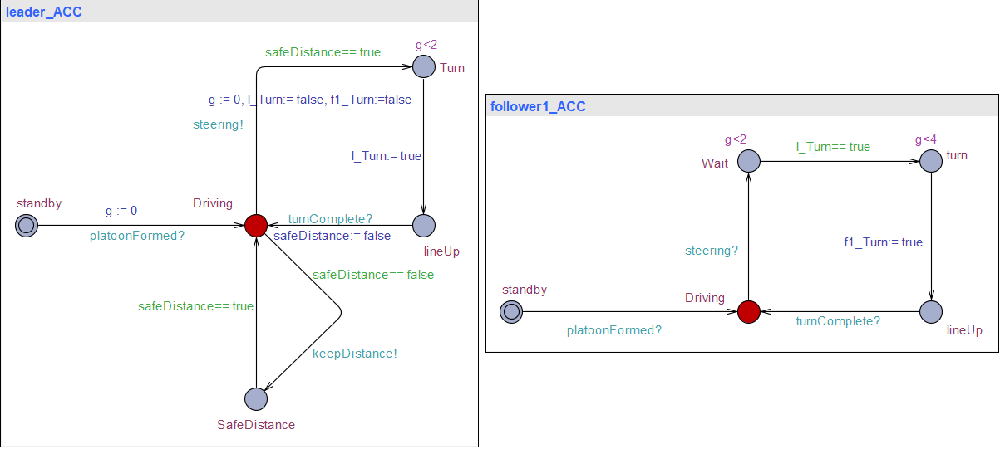 leader_ACC
g<2
safeDistance== true
Turn
g := 0, l_Turn:= false, f1_Turn:=false
steering!
l_Turn:= true
standby
Driving
g := 0
platoonFormed?
turnComplete?
safeDistance:= false
lineUp
safeDistance== false
safeDistance== true
keepDistance!
SafeDistance
follower1_ACC
g<2
l_Turn== true
g<4
Wait
turn
steering?
f1_Turn:= true
standby
Driving
platoonFormed?
turnComplete?
lineUp